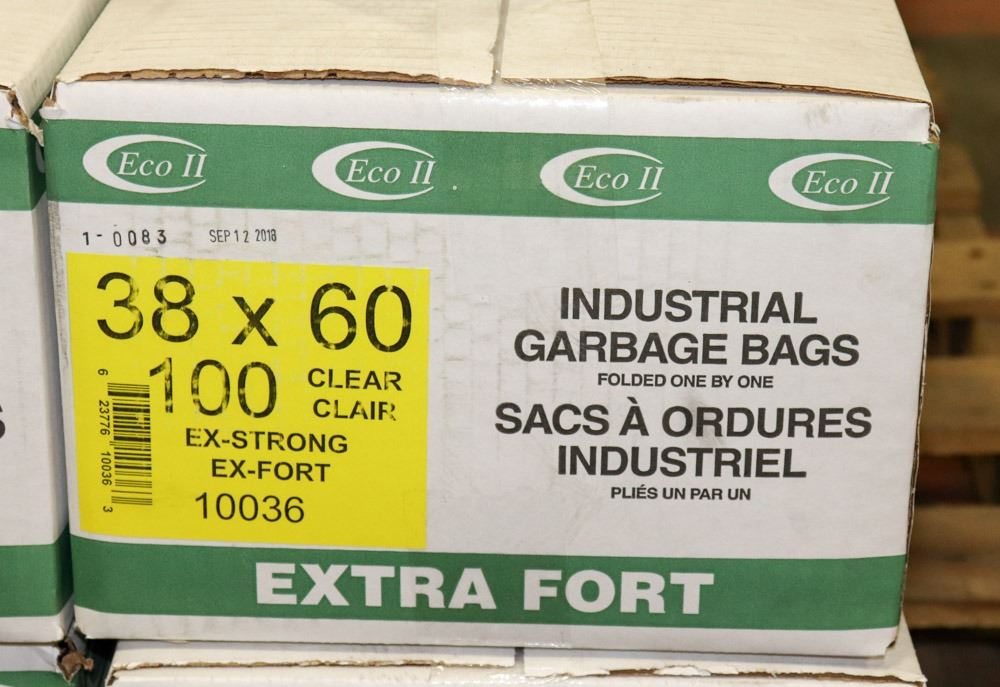 Eco II Eco II Eco II Eco II
1-0083 SEP 12 2018
38 x 60
100 CLEAR
CLAIR
EX-STRONG
EX-FORT
10036
6 23776 10036 3
INDUSTRIAL
GARBAGE BAGS
FOLDED ONE BY ONE
SACS À ORDURES
INDUSTRIEL
PLIÉS UN PAR UN
EXTRA FORT